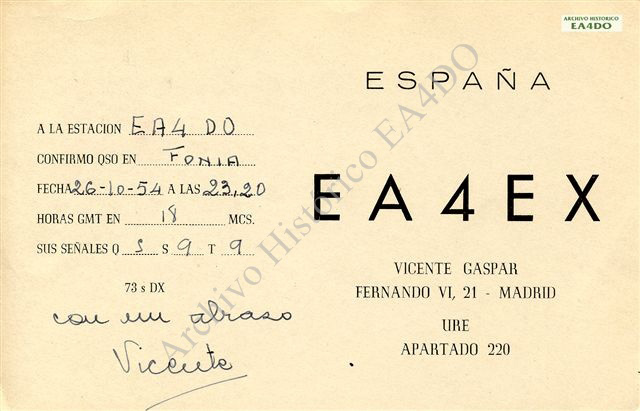 ARCHIVO HISTORICO
EA4DO
ESPAÑA
A LA ESTACION EA4 DO
CONFIRMO QSO EN FONIA
FECHA 26-10-54 A LAS 23,20
HORAS GMT EN 18 MCS.
SUS SEÑALES Q 5 S 9 T 9
73 s DX
con un abrazo
Vicente
EA4EX
VICENTE GASPAR
FERNANDO VI, 21 - MADRID
URE
APARTADO 220
Archivo Historico EA4DO